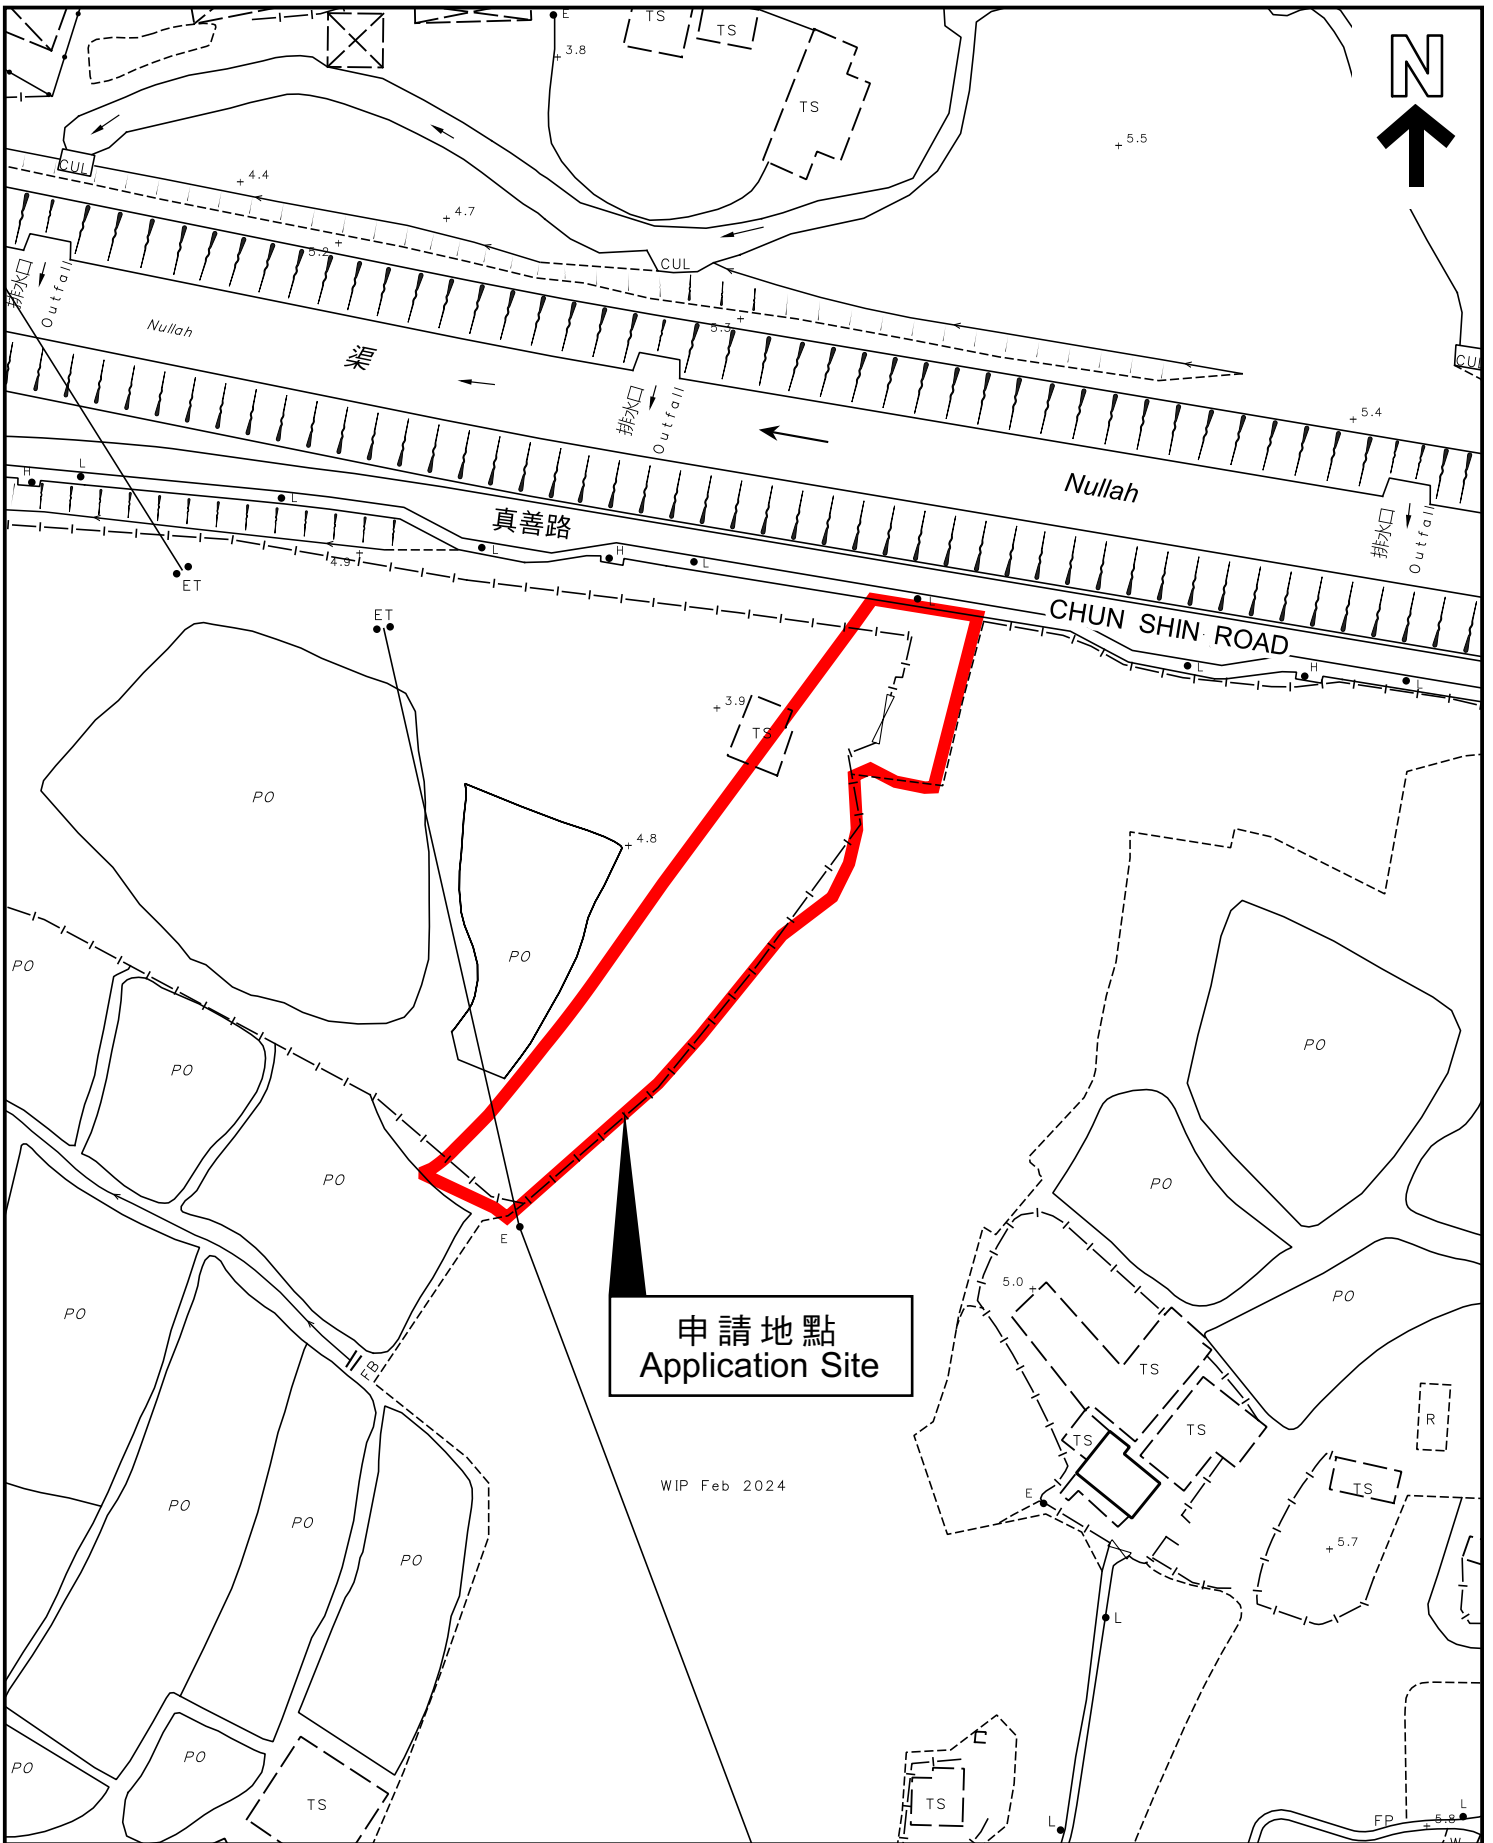 TS
TS
E
3.8
TS
N
5.5
CUL
4.4
4.7
5.2
CUL
排水口
Outfall
Nullah
渠
5.3
排水口
Outfall
CUL
5.4
Nullah
排水口
Outfall
H
L
L
真善路
L
H
L
L
4.9
ET
ET
CHUN SHIN ROAD
L
H
L
3.9
TS
PO
4.8
PO
PO
PO
PO
PO
PO
PO
E
5.0
PO
PO
FB
申請地點
Application Site
TS
TS
TS
R
TS
WIP Feb 2024
E
5.7
PO
PO
PO
L
PO
PO
TS
TS
L
FP
5.8
L
W